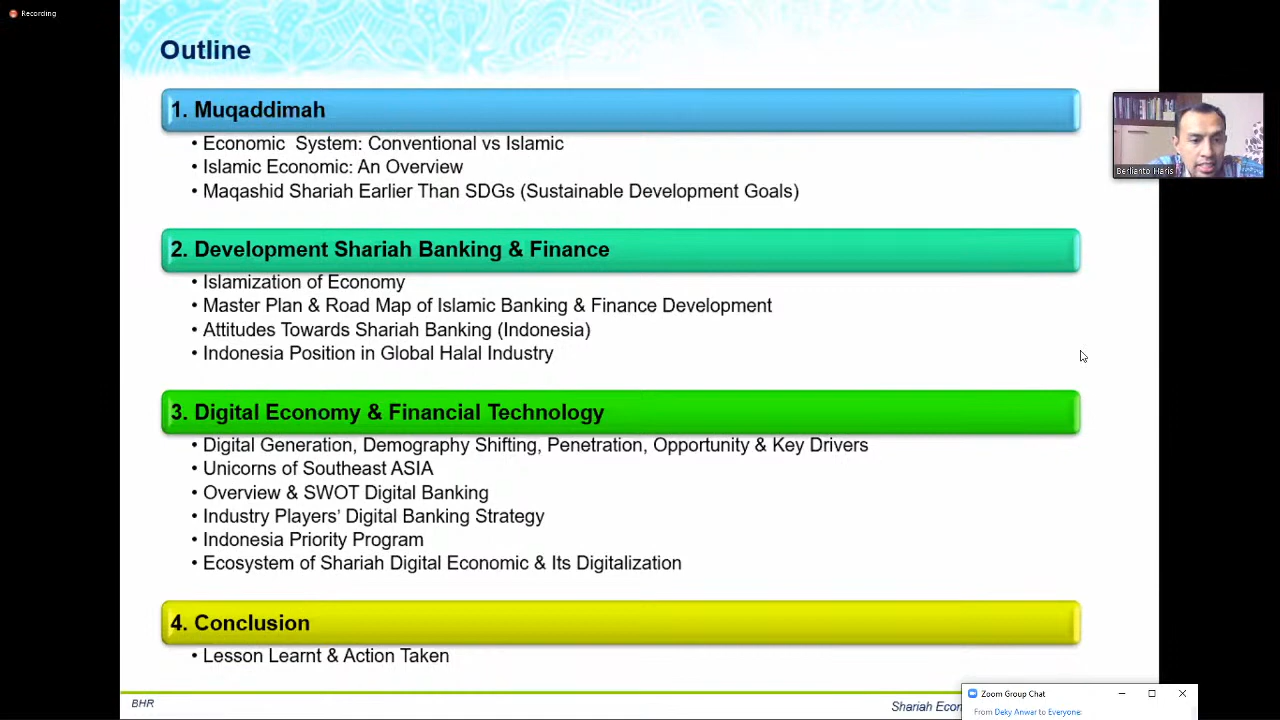 Recording
Outline
1. Muqaddimah
• Economic System: Conventional vs Islamic
• Islamic Economic: An Overview
• Maqashid Shariah Earlier Than SDGs (Sustainable Development Goals)
Berlianto Haris
2. Development Shariah Banking & Finance
• Islamization of Economy
• Master Plan & Road Map of Islamic Banking & Finance Development
• Attitudes Towards Shariah Banking (Indonesia)
• Indonesia Position in Global Halal Industry
3. Digital Economy & Financial Technology
• Digital Generation, Demography Shifting, Penetration, Opportunity & Key Drivers
• Unicorns of Southeast ASIA
• Overview & SWOT Digital Banking
• Industry Players' Digital Banking Strategy
• Indonesia Priority Program
• Ecosystem of Shariah Digital Economic & Its Digitalization
4. Conclusion
• Lesson Learnt & Action Taken
BHR
Shariah Econ
Zoom Group Chat
From Deky Anwar to Everyone: